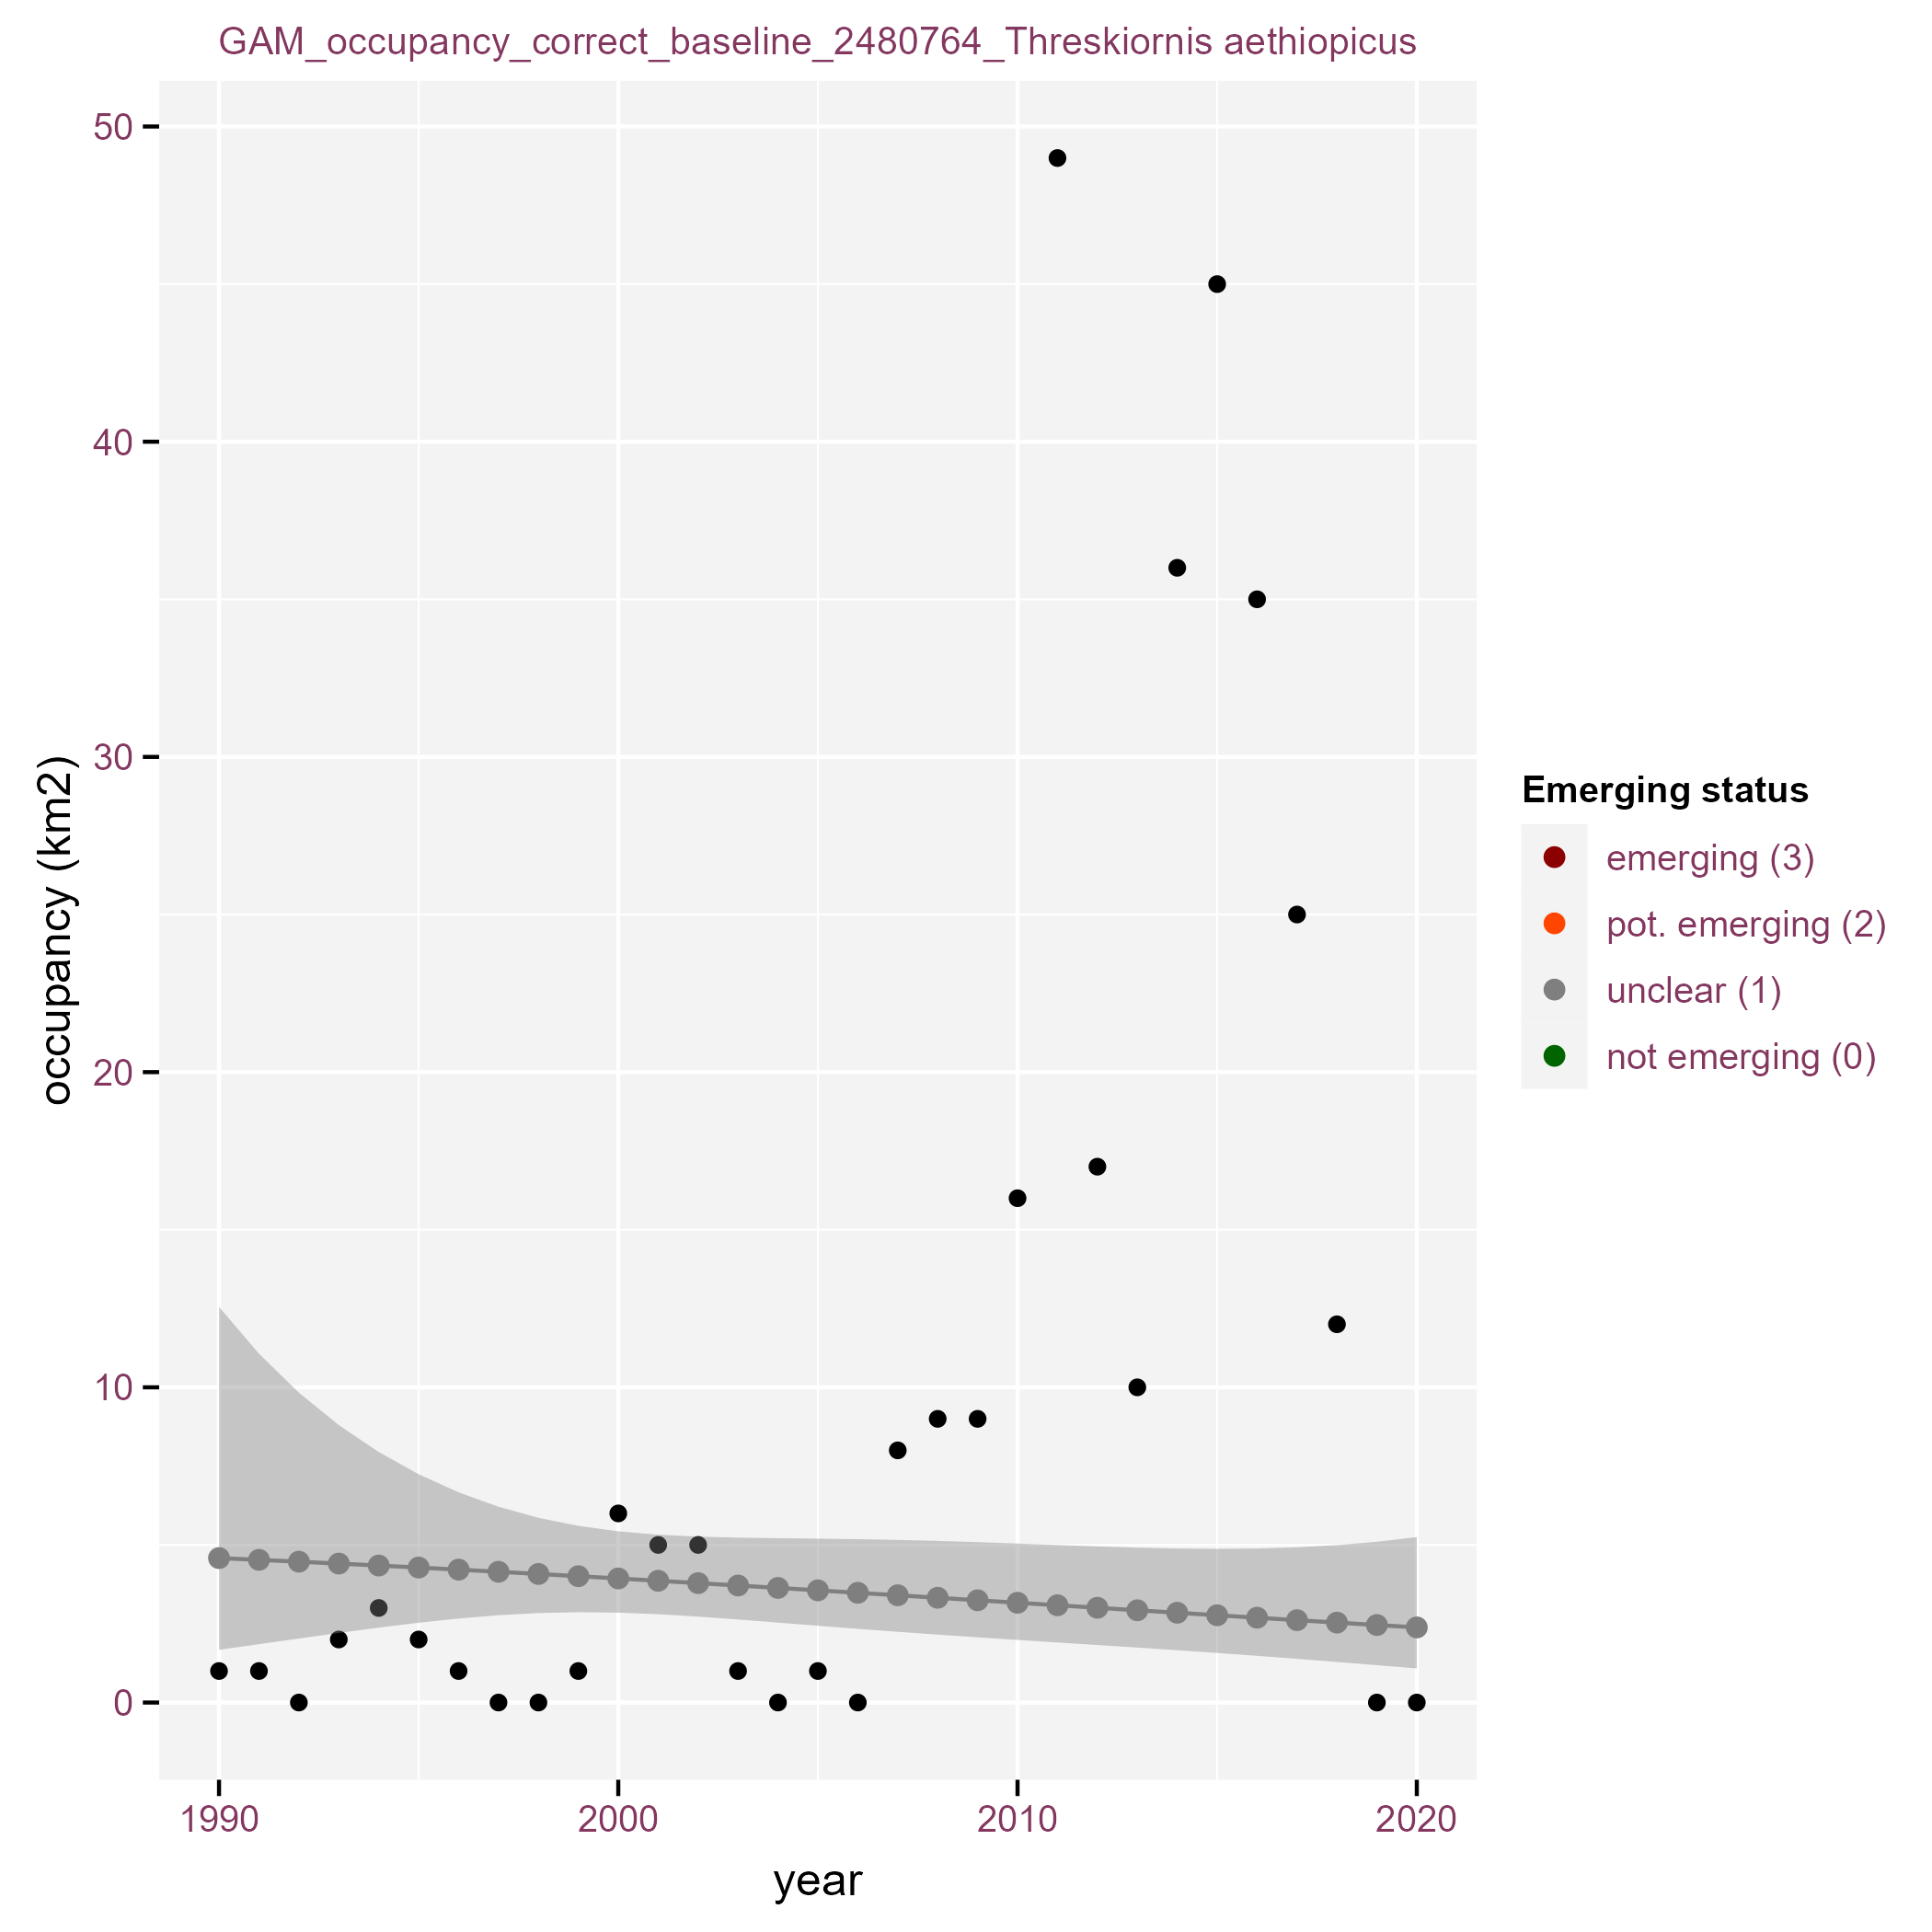 GAM_occupancy_correct_baseline_2480764_Threskiornis aethiopicus
50
40
30
20
10
0
occupancy (km2)
1990 2000 2010 2020
year
Emerging status
emerging (3)
pot. emerging (2)
unclear (1)
not emerging (0)